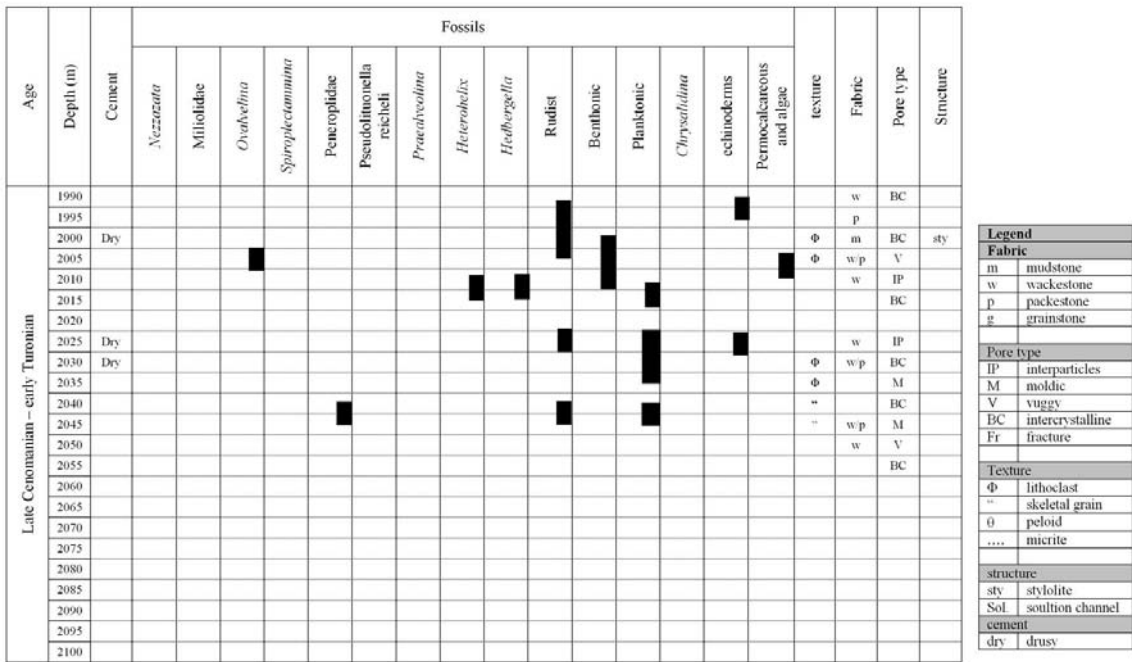 Fossils
Age
Depth (m)
Cement
Nezzazata
Miliolidae
Ovalvelina
Spiroplectammina
Peneroplidae
Pseudolituonella
reicheli
Praealveolina
Heterohelix
Hedbergella
Rudist
Benthonic
Planktonic
Chrysalidina
echinoderms
Permocalcareous
and algae
texture
Fabric
Pore type
Structure
Late Cenomanian – early Turonian
1990 w BC
1995 p
2000 Dry Φ m BC sty
2005 Φ w/p V
2010 w IP
2015 BC
2020
2025 Dry w IP
2030 Dry Φ w/p BC
2035 Φ M
2040 “ BC
2045 “ w/p M
2050 w V
2055 BC
2060
2065
2070
2075
2080
2085
2090
2095
2100
Legend
Fabric
m mudstone
w wackestone
p packestone
g grainstone
Pore type
IP interparticles
M moldic
V vuggy
BC intercrystalline
Fr fracture
Texture
Φ lithoclast
“ skeletal grain
θ peloid
.... micrite
structure
sty stylolite
Sol. soultion channel
cement
dry drusy